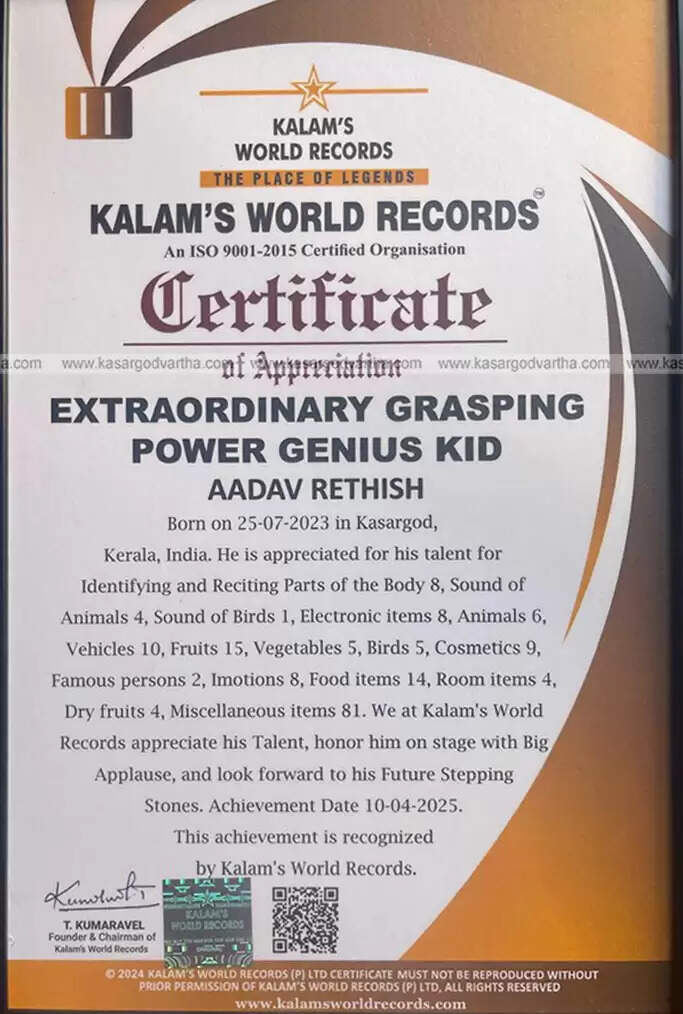 KALAM'S
WORLD RECORDS
THE PLACE OF LEGENDS
KALAM'S WORLD RECORDS™
An ISO 9001-2015 Certified Organisation
Certificate
a.com www.kasargodvartha.com www.kasargodvartha.com www.kasargodvartha.com
of Appreciation
EXTRAORDINARY GRASPING
POWER GENIUS KID
AADAV RETHISH
Born on 25-07-2023 in Kasargod,
Kerala, India. He is appreciated for his talent for
Identifying and Reciting Parts of the Body 8, Sound of
Animals 4, Sound of Birds 1, Electronic items 8, Animals 6,
Vehicles 10, Fruits 15, Vegetables 5, Birds 5, Cosmetics 9,
Famous persons 2, Imotions 8, Food items 14, Room items 4,
Dry fruits 4, Miscellaneous items 81. We at Kalam's World
Records appreciate his Talent, honor him on stage with Big
Applause, and look forward to his Future Stepping
Stones. Achievement Date 10-04-2025.
This achievement is recognized
by Kalam's World Records.
T. KUMARAVEL
Founder & Chairman of
Kalam's World Records
KALAM'S
WORLD RECORDS
© 2024 KALAM'S WORLD RECORDS (P) LTD CERTIFICATE MUST NOT BE REPRODUCED WITHOUT
PRIOR PERMISSION OF KALAM'S WORLD RECORDS (P) LTD, ALL RIGHTS RESERVED
www.kalamsworldrecords.com